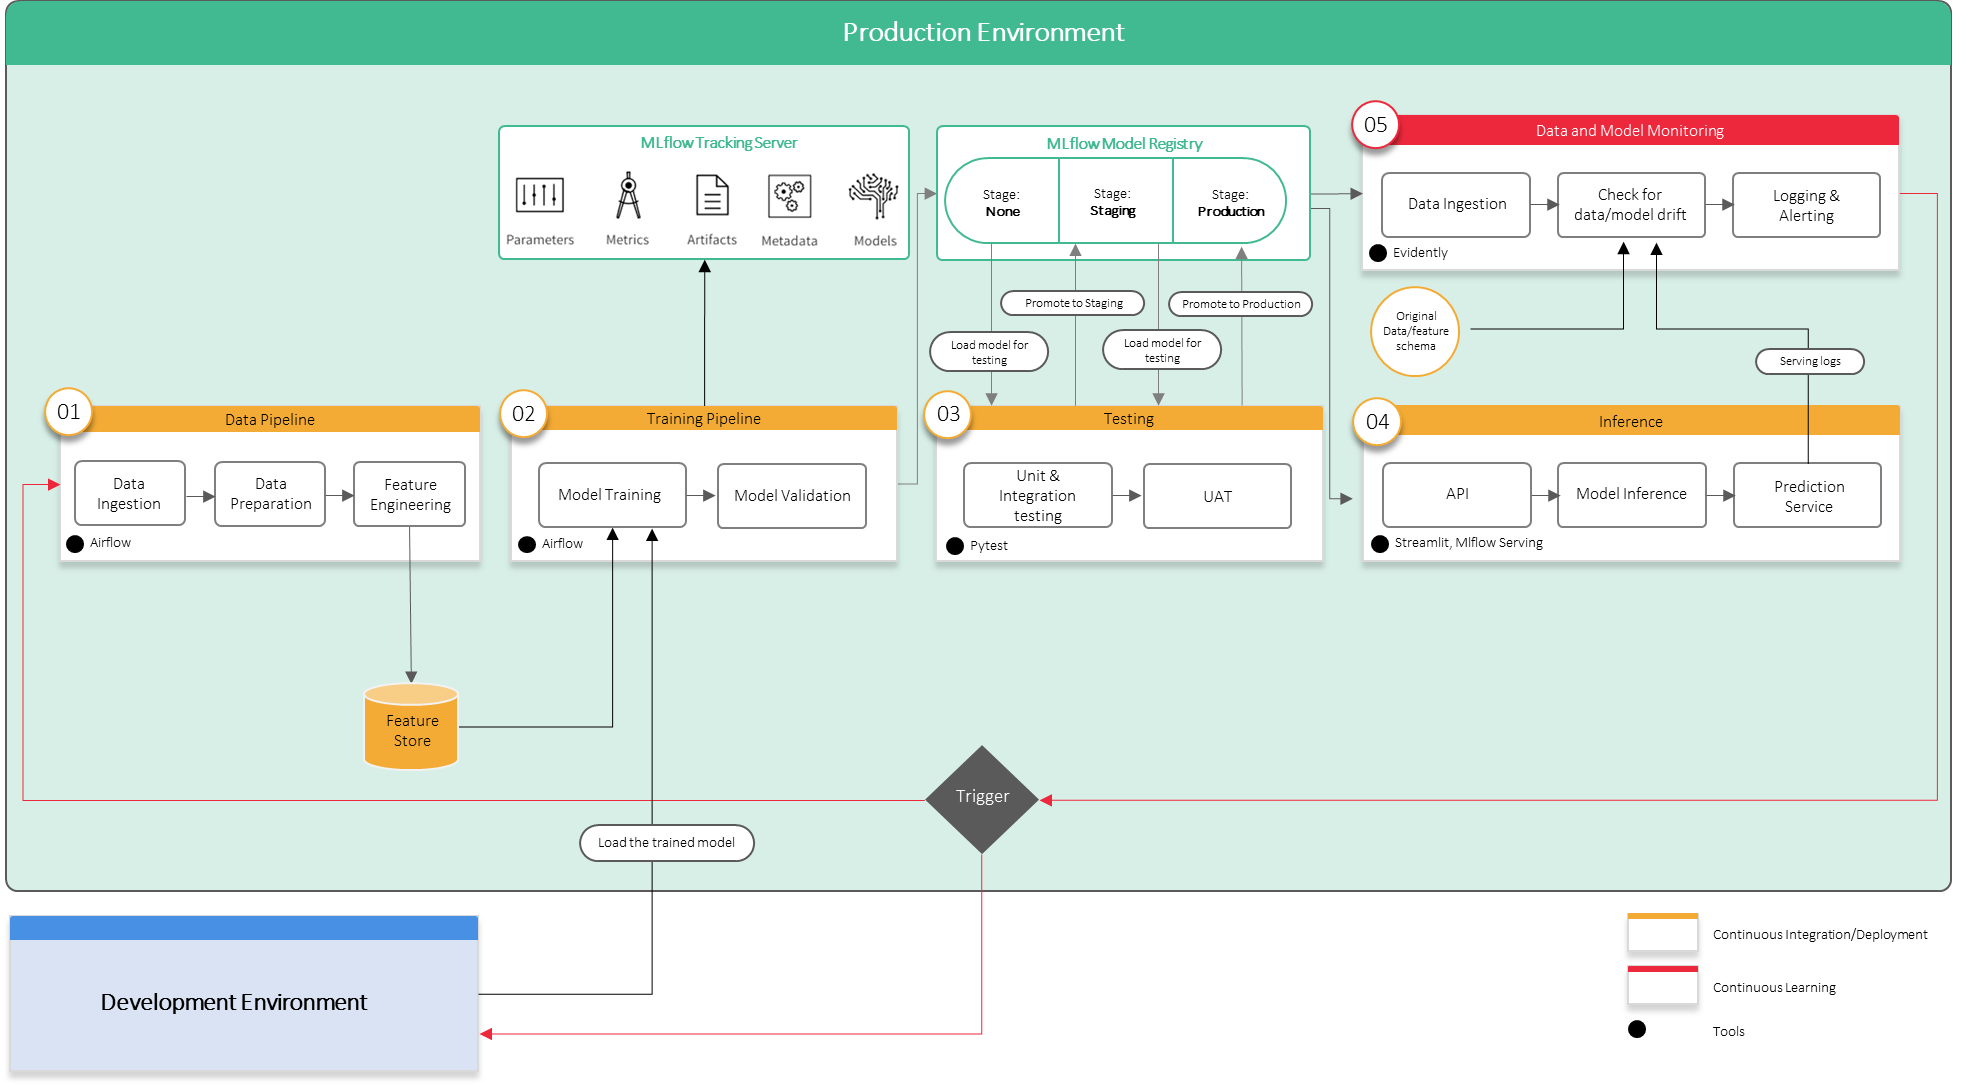 Production Environment
MLflow Tracking Server
Parameters
Metrics
Artifacts
Metadata
Models
MLflow Model Registry
Stage:
None
Stage:
Staging
Stage:
Production
05
Data and Model Monitoring
Data Ingestion
Check for
data/model drift
Logging &
Alerting
Evidently
Promote to Staging
Promote to Production
Load model for
testing
Load model for
testing
Original
Data/feature
schema
Serving logs
01
Data Pipeline
Data
Ingestion
Data
Preparation
Feature
Engineering
Airflow
02
Training Pipeline
Model Training
Model Validation
Airflow
03
Testing
Unit &
Integration
testing
UAT
Pytest
04
Inference
API
Model Inference
Prediction
Service
Streamlit, Mlflow Serving
Feature
Store
Trigger
Load the trained model
Development Environment
Continuous Integration/Deployment
Continuous Learning
Tools